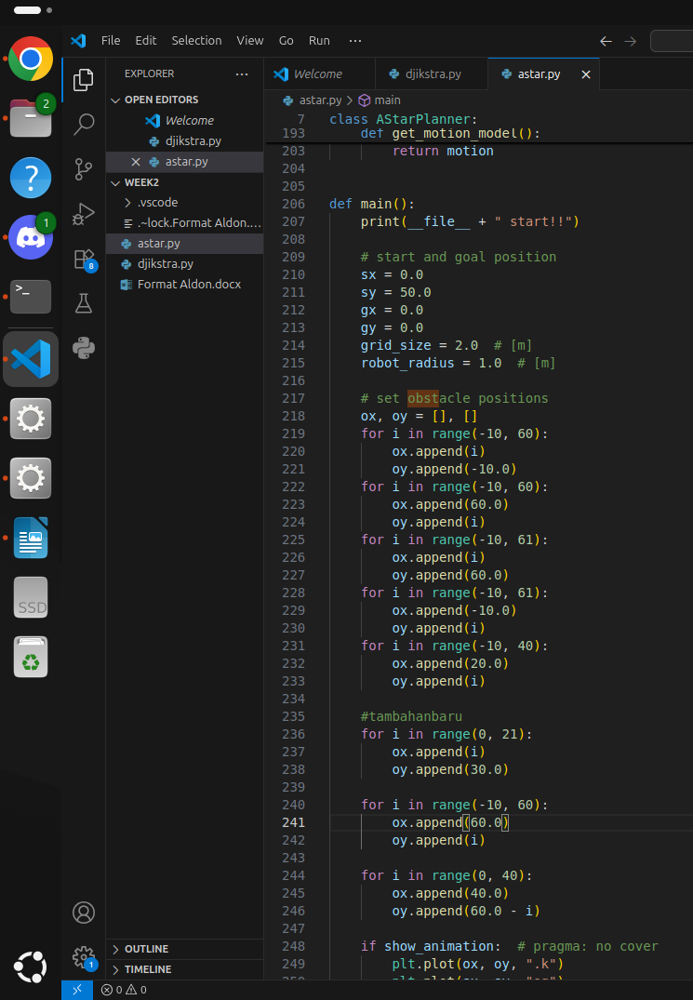 File Edit Selection View Go Run ···
EXPLORER ···
OPEN EDITORS
Welcome
djikstra.py
astar.py
WEEK2
.vscode
.~lock.Format Aldon....
astar.py
djikstra.py
Format Aldon.docx
OUTLINE
TIMELINE
2
1
>_
SSD
8
1
0 0
Welcome djikstra.py astar.py
astar.py > main
7 class AStarPlanner:
193 def get_motion_model():
203 return motion
204
205
206 def main():
207 print(__file__ + " start!!")
208
209 # start and goal position
210 sx = 0.0
211 sy = 50.0
212 gx = 0.0
213 gy = 0.0
214 grid_size = 2.0  # [m]
215 robot_radius = 1.0  # [m]
216
217 # set obstacle positions
218 ox, oy = [], []
219 for i in range(-10, 60):
220 ox.append(i)
221 oy.append(-10.0)
222 for i in range(-10, 60):
223 ox.append(60.0)
224 oy.append(i)
225 for i in range(-10, 61):
226 ox.append(i)
227 oy.append(60.0)
228 for i in range(-10, 61):
229 ox.append(-10.0)
230 oy.append(i)
231 for i in range(-10, 40):
232 ox.append(20.0)
233 oy.append(i)
234
235 #tambahanbaru
236 for i in range(0, 21):
237 ox.append(i)
238 oy.append(30.0)
239
240 for i in range(-10, 60):
241 ox.append(60.0)
242 oy.append(i)
243
244 for i in range(0, 40):
245 ox.append(40.0)
246 oy.append(60.0 - i)
247
248 if show_animation:  # pragma: no cover
249 plt.plot(ox, oy, ".k")